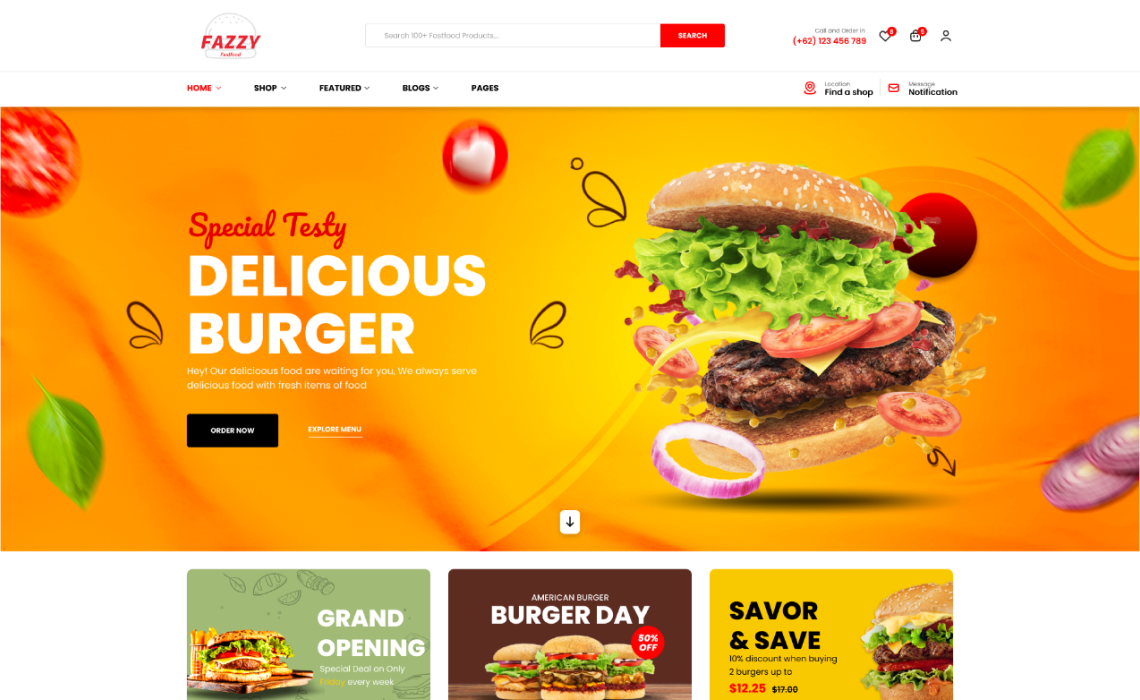 FAZZY
Fastfood
Search 100+ Fastfood Products...
SEARCH
Call and Order in
(+62) 123 456 789
0
5
HOME
SHOP
FEATURED
BLOGS
PAGES
Location
Find a shop
Message
Notification
Special Testy
DELICIOUS
BURGER
Hey! Our delicioous food are waiting for you, We always serve
delicious food with fresh items of food
ORDER NOW
EXPLORE MENU
GRAND
OPENING
Special Deal on Only
Friday every week
AMERICAN BURGER
BURGER DAY
50%
OFF
SAVOR
& SAVE
10% discount when buying
2 burgers up to
$12.25 $17.00